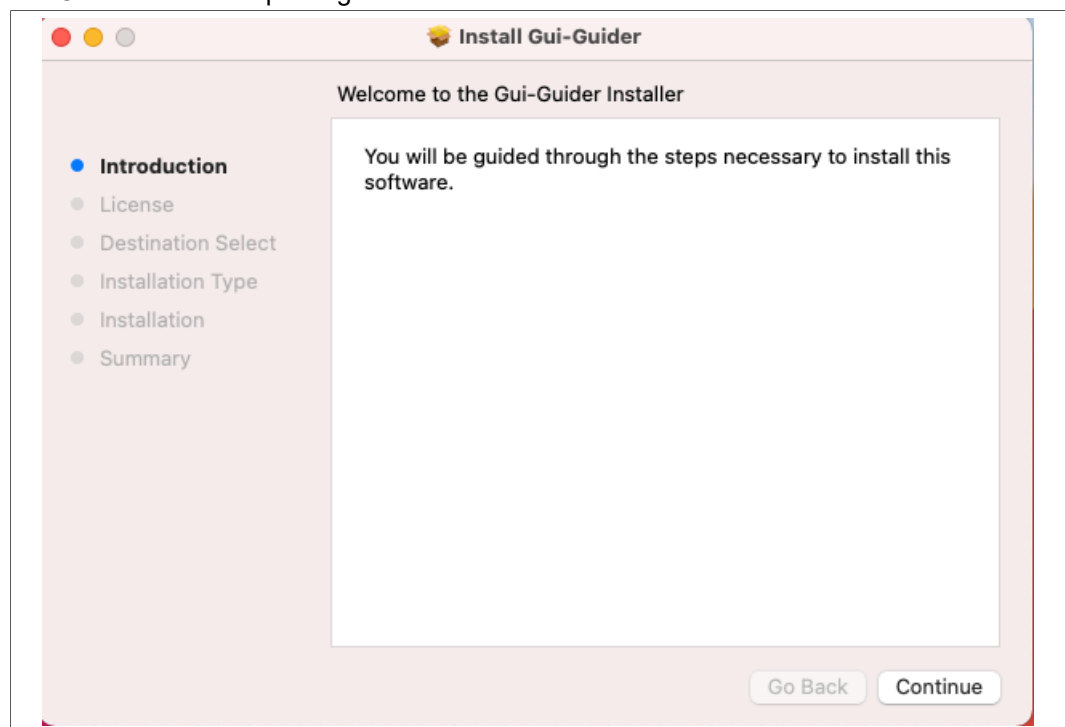 Install Gui-Guider
Welcome to the Gui-Guider Installer
Introduction
License
Destination Select
Installation Type
Installation
Summary
You will be guided through the steps necessary to install this
software.
Go Back
Continue